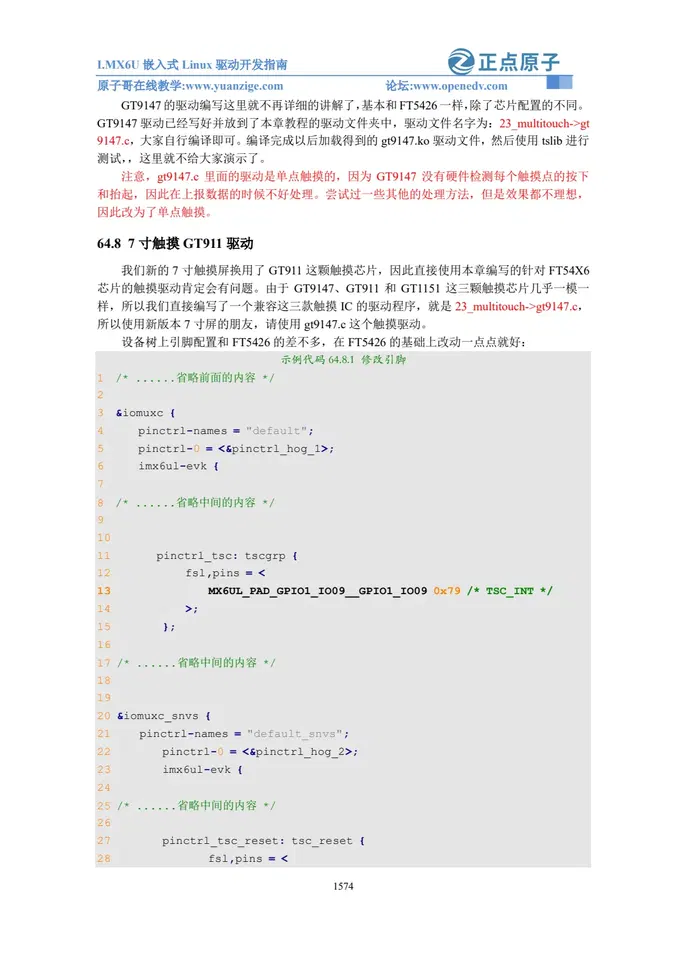 I.MX6U 嵌入式 Linux 驱动开发指南
正点原子
原子哥在线教学:www.yuanzige.com 论坛:www.openedv.com
GT9147 的驱动编写这里就不再详细的讲解了,基本和 FT5426 一样,除了芯片配置的不同。
GT9147 驱动已经写好并放到了本章教程的驱动文件夹中,驱动文件名字为:23_multitouch->gt
9147.c,大家自行编译即可。编译完成以后加载得到的 gt9147.ko 驱动文件,然后使用 tslib 进行
测试,,这里就不给大家演示了。
注意,gt9147.c 里面的驱动是单点触摸的,因为 GT9147 没有硬件检测每个触摸点的按下
和抬起,因此在上报数据的时候不好处理。尝试过一些其他的处理方法,但是效果都不理想,
因此改为了单点触摸。
64.8 7 寸触摸 GT911 驱动
我们新的 7 寸触摸屏换用了 GT911 这颗触摸芯片,因此直接使用本章编写的针对 FT54X6
芯片的触摸驱动肯定会有问题。由于 GT9147、GT911 和 GT1151 这三颗触摸芯片几乎一模一
样,所以我们直接编写了一个兼容这三款触摸 IC 的驱动程序,就是 23_multitouch->gt9147.c,
所以使用新版本 7 寸屏的朋友,请使用 gt9147.c 这个触摸驱动。
设备树上引脚配置和 FT5426 的差不多,在 FT5426 的基础上改动一点点就好:
示例代码 64.8.1 修改引脚
1 /* ......省略前面的内容 */
2
3 &iomuxc {
4 pinctrl-names = "default";
5 pinctrl-0 = <&pinctrl_hog_1>;
6 imx6ul-evk {
7
8 /* ......省略中间的内容 */
9
10
11 pinctrl_tsc: tscgrp {
12 fsl,pins = <
13 MX6UL_PAD_GPIO1_IO09__GPIO1_IO09 0x79 /* TSC_INT */
14 >;
15 };
16
17 /* ......省略中间的内容 */
18
19
20 &iomuxc_snvs {
21 pinctrl-names = "default_snvs";
22 pinctrl-0 = <&pinctrl_hog_2>;
23 imx6ul-evk {
24
25 /* ......省略中间的内容 */
26
27 pinctrl_tsc_reset: tsc_reset {
28 fsl,pins = <
1574